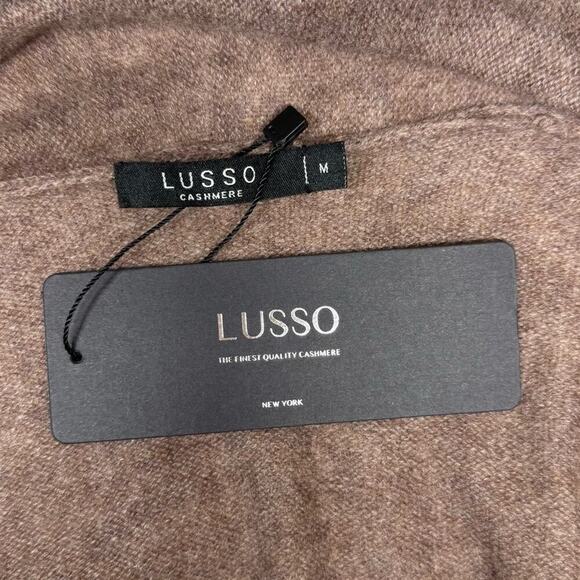 LUSSO
CASHMERE
M
LUSSO
THE FINEST QUALITY CASHMERE
NEW YORK